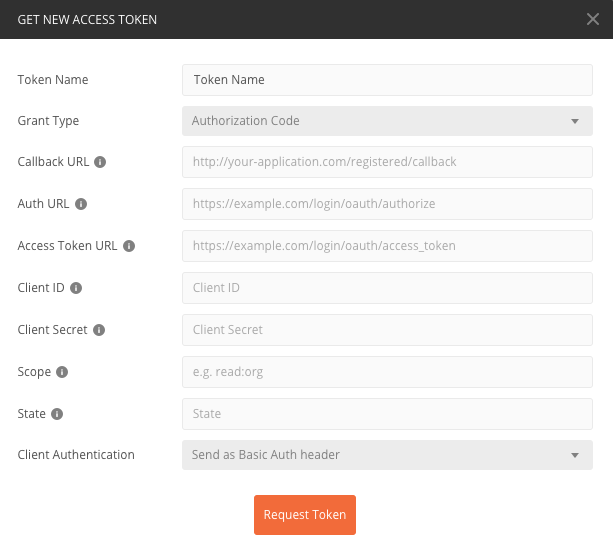 GET NEW ACCESS TOKEN
Token Name
Token Name
Grant Type
Authorization Code
Callback URL
http://your-application.com/registered/callback
Auth URL
https://example.com/login/oauth/authorize
Access Token URL
https://example.com/login/oauth/access_token
Client ID
Client ID
Client Secret
Client Secret
Scope
e.g. read:org
State
State
Client Authentication
Send as Basic Auth header
Request Token